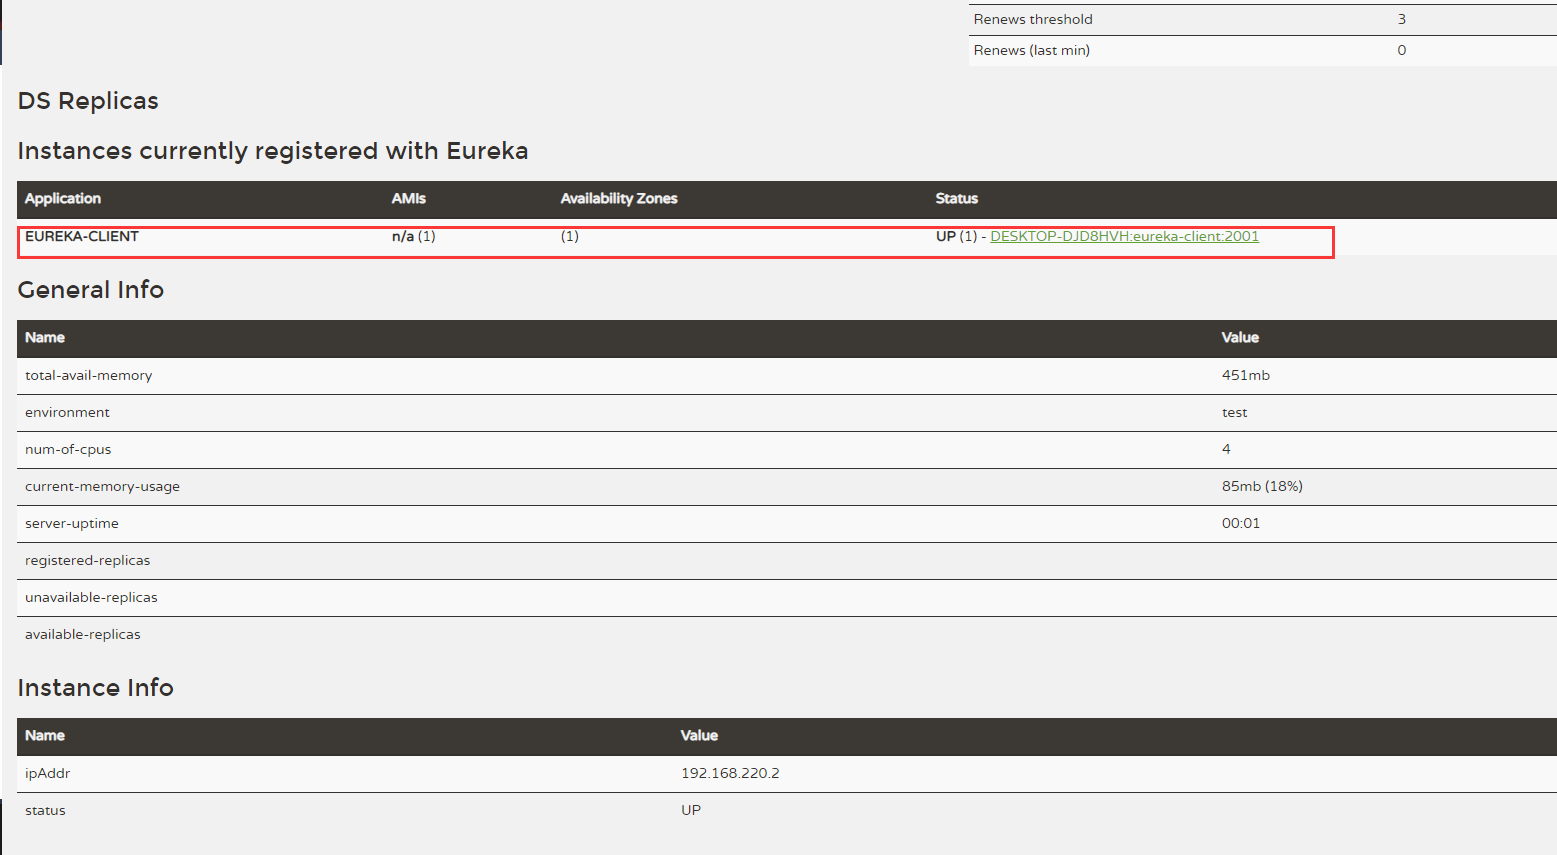 Renews threshold 3
Renews (last min) 0
DS Replicas
Instances currently registered with Eureka
Application AMIs Availability Zones Status
EUREKA-CLIENT n/a (1) (1) UP (1) - DESKTOP-DJD8HVH:eureka-client:2001
General Info
Name Value
total-avail-memory 451mb
environment test
num-of-cpus 4
current-memory-usage 85mb (18%)
server-uptime 00:01
registered-replicas
unavailable-replicas
available-replicas
Instance Info
Name Value
ipAddr 192.168.220.2
status UP